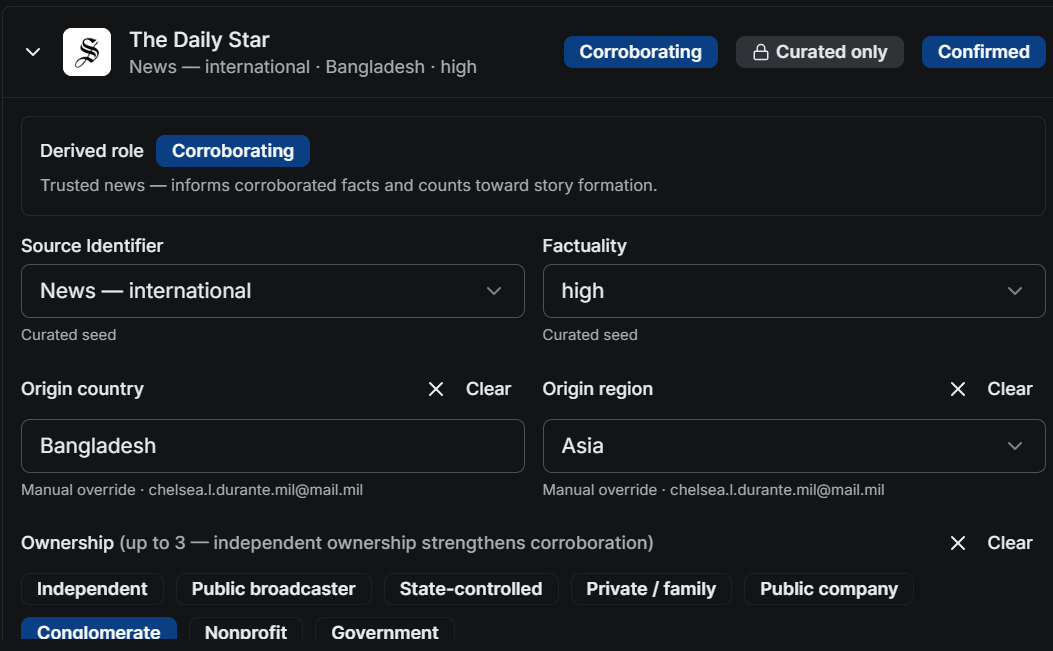 The Daily Star
News — international · Bangladesh · high
Corroborating
Curated only
Confirmed
Derived role
Corroborating
Trusted news — informs corroborated facts and counts toward story formation.
Source Identifier
Factuality
News — international
high
Curated seed
Curated seed
Origin country
Clear
Origin region
Clear
Bangladesh
Asia
Manual override · chelsea.l.durante.mil@mail.mil
Manual override · chelsea.l.durante.mil@mail.mil
Ownership (up to 3 — independent ownership strengthens corroboration)
Clear
Independent
Public broadcaster
State-controlled
Private / family
Public company
Conglomerate
Nonprofit
Government